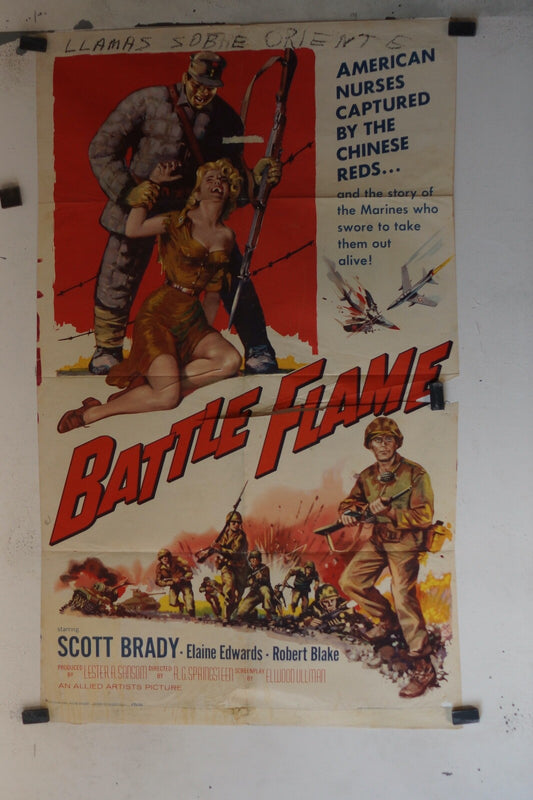 LLAMAS SOBRE ORIENTE
AMERICAN
NURSES
CAPTURED
BY THE
CHINESE
REDS...
and the story of
the Marines who
swore to take
them out
alive!
BATTLE FLAME
starring
SCOTT BRADY · Elaine Edwards · Robert Blake
PRODUCED BY LESTER A. SANSOM DIRECTED BY R.G. SPRINGSTEEN SCREENPLAY BY ELLWOOD ULLMAN
AN ALLIED ARTISTS PICTURE